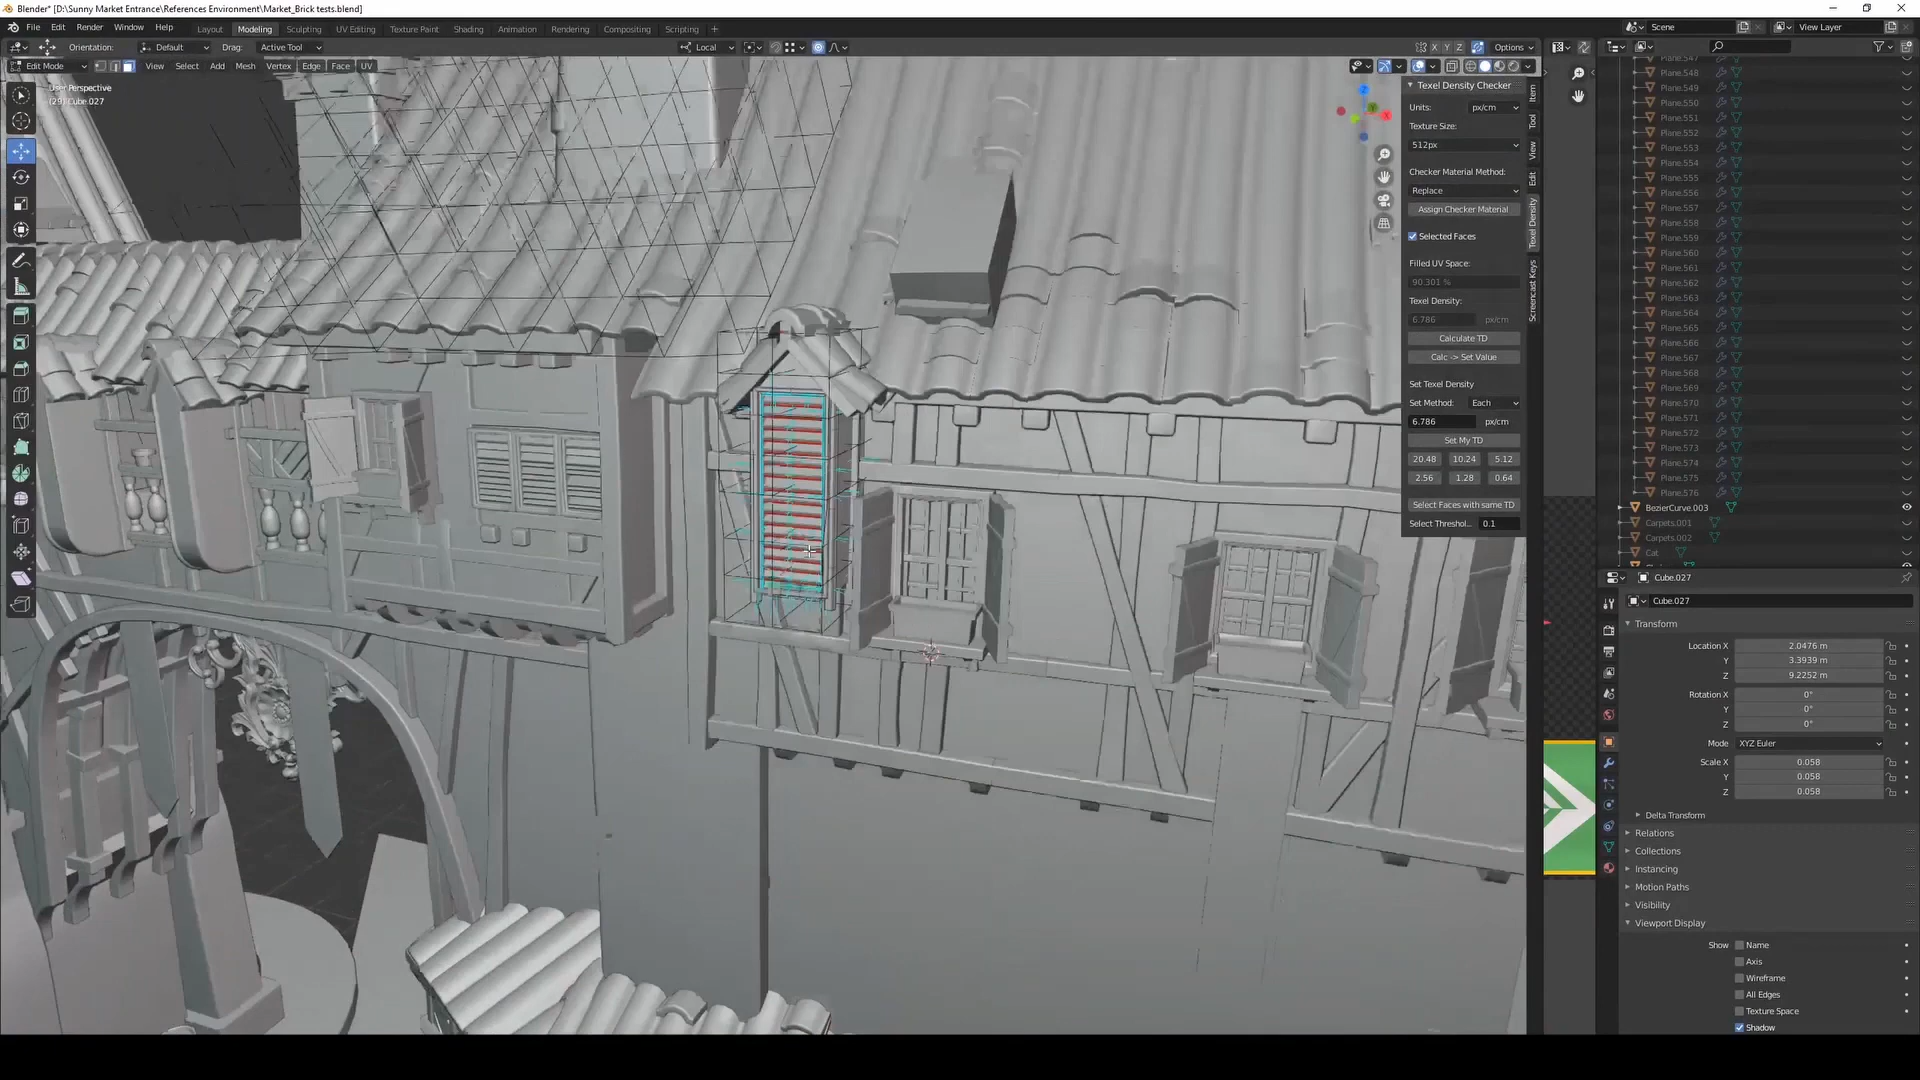 Blender* [D:\Sunny Market Entrance\References Environment\Market_Brick tests.blend]
File Edit Render Window Help Layout Modeling Sculpting UV Editing Texture Paint Shading Animation Rendering Compositing Scripting + Scene View Layer
Orientation: Default Drag: Active Tool Local X Y Z Options
Edit Mode View Select Add Mesh Vertex Edge Face UV
User Perspective
(29) Cube.027
Texel Density Checker
Units: px/cm
Texture Size:
512px
Checker Material Method:
Replace
Assign Checker Material
Selected Faces
Filled UV Space:
90.301 %
Texel Density:
6.786 px/cm
Calculate TD
Calc -> Set Value
Set Texel Density
Set Method: Each
6.786 px/cm
Set My TD
20.48 10.24 5.12
2.56 1.28 0.64
Select Faces with same TD
Select Threshol... 0.1
Item
Tool
View
Edit
Texel Density
Screencast Keys
Plane.547
Plane.548
Plane.549
Plane.550
Plane.551
Plane.552
Plane.553
Plane.554
Plane.555
Plane.556
Plane.557
Plane.558
Plane.559
Plane.560
Plane.561
Plane.562
Plane.563
Plane.564
Plane.565
Plane.566
Plane.567
Plane.568
Plane.569
Plane.570
Plane.571
Plane.572
Plane.573
Plane.574
Plane.575
Plane.576
BezierCurve.003
Carpets.001
Carpets.002
Cat
Cube.027
Cube.027
Transform
Location X 2.0476 m
Y 3.3939 m
Z 9.2252 m
Rotation X 0°
Y 0°
Z 0°
Mode XYZ Euler
Scale X 0.058
Y 0.058
Z 0.058
Delta Transform
Relations
Collections
Instancing
Motion Paths
Visibility
Viewport Display
Show Name
Axis
Wireframe
All Edges
Texture Space
Shadow